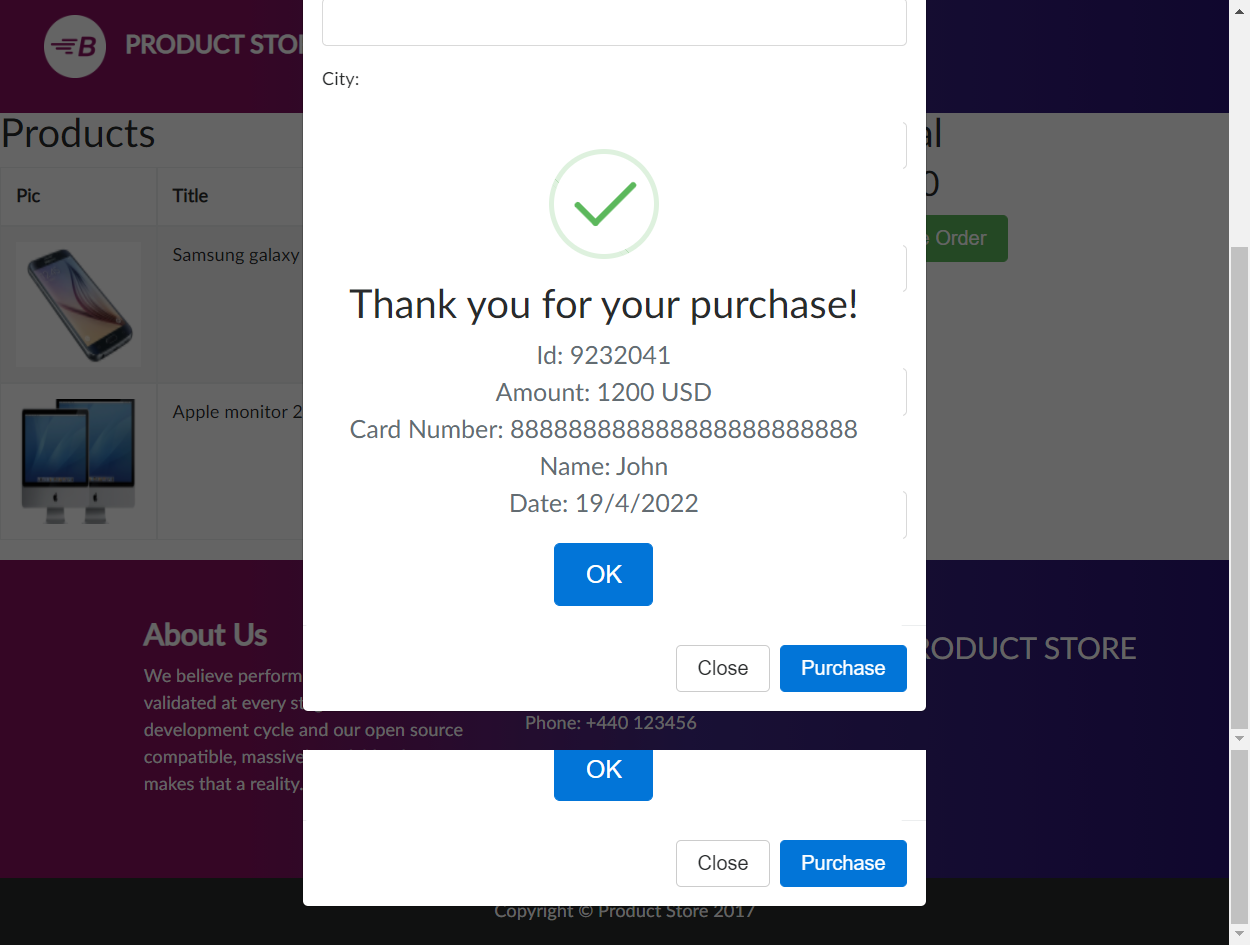 B PRODUCT STO
City:
Products
al
0
Pic
Title
Samsung galaxy
e Order
Thank you for your purchase!
Id: 9232041
Amount: 1200 USD
Card Number: 888888888888888888888888
Name: John
Date: 19/4/2022
Apple monitor 2
OK
About Us
We believe perform
validated at every st
development cycle and our open source
compatible, massive
makes that a reality.
RODUCT STORE
Close
Purchase
Phone: +440 123456
OK
Close
Purchase
Copyright © Product Store 2017